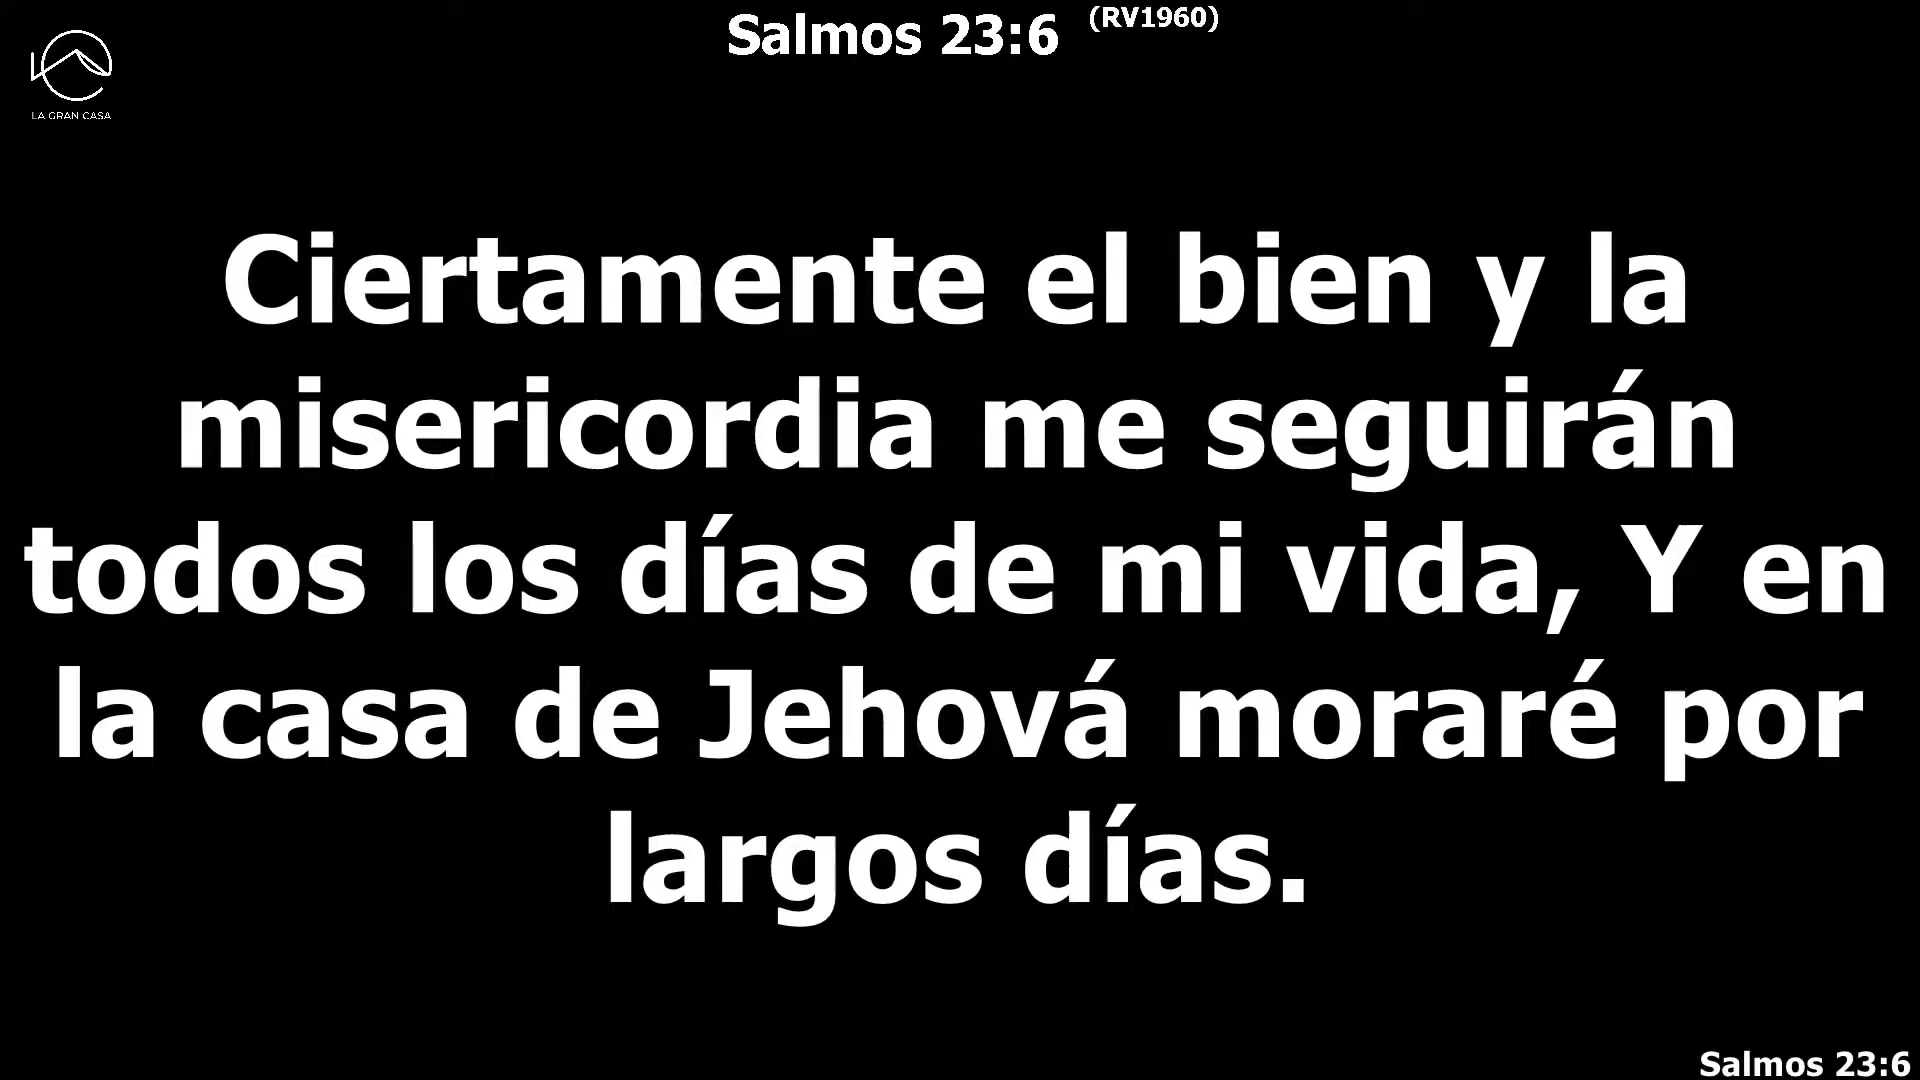 Salmos 23:6 (RV1960)
LA GRAN CASA
Ciertamente el bien y la
misericordia me seguirán
todos los días de mi vida, Y en
la casa de Jehová moraré por
largos días.
Salmos 23:6